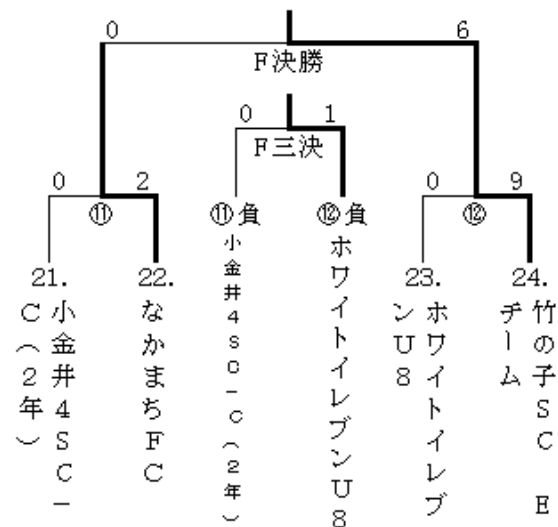 0
6
F決勝
0
1
F三決
0
2
0
9
⑪
⑪負
⑫負
⑫
21.
小金井4SC-
C(2年)
22.
なかまちFC
小金井4SC-C(2年)
ホワイトイレブンU8
23.
ホワイトイレブ
ンU8
24.
竹の子SC E
チーム